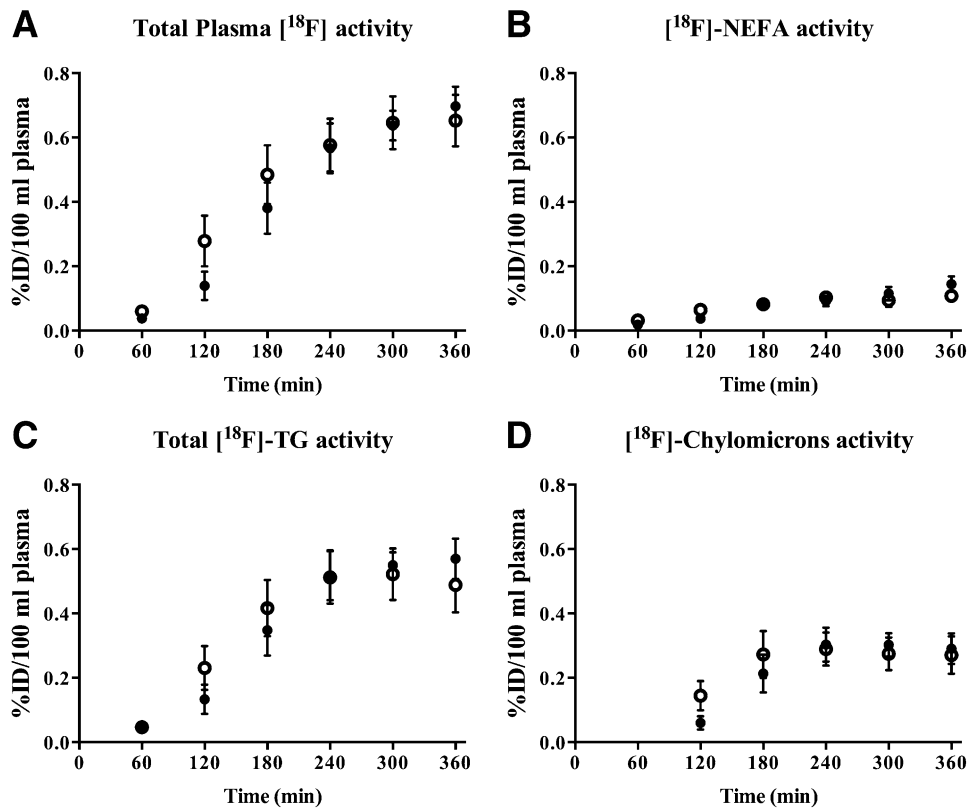 A
Total Plasma [18F] activity
%ID/100 ml plasma
0.8
0.6
0.4
0.2
0.0
0 60 120 180 240 300 360
Time (min)
B
[18F]-NEFA activity
%ID/100 ml plasma
0.8
0.6
0.4
0.2
0.0
0 60 120 180 240 300 360
Time (min)
C
Total [18F]-TG activity
%ID/100 ml plasma
0.8
0.6
0.4
0.2
0.0
0 60 120 180 240 300 360
Time (min)
D
[18F]-Chylomicrons activity
%ID/100 ml plasma
0.8
0.6
0.4
0.2
0.0
0 60 120 180 240 300 360
Time (min)